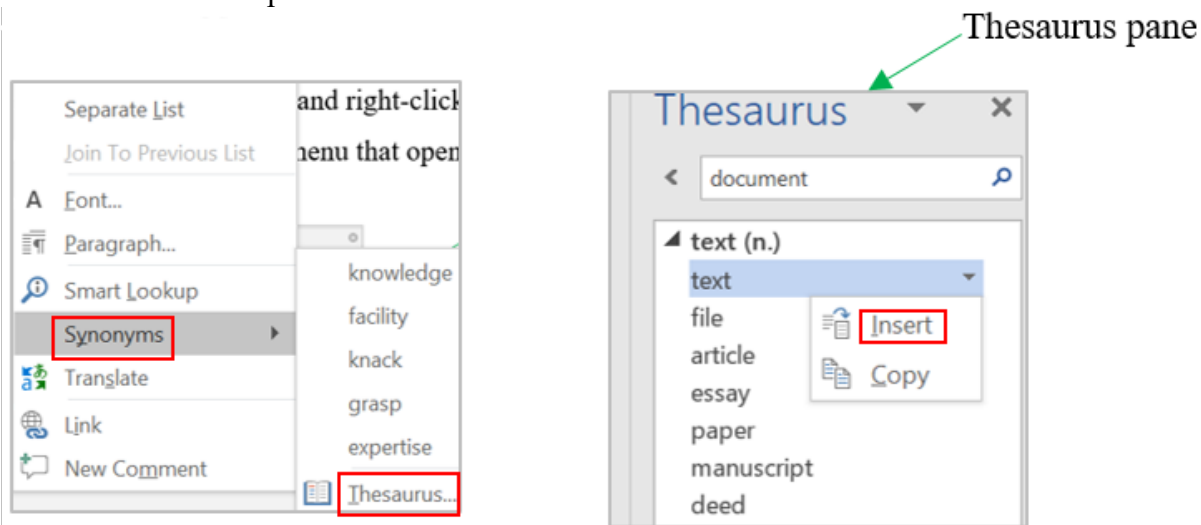 Thesaurus pane
Separate List
Join To Previous List
A Font...
Paragraph...
Smart Lookup
Synonyms
Translate
Link
New Comment
and right-click
menu that open
knowledge
facility
knack
grasp
expertise
Thesaurus...
Thesaurus
document
text (n.)
text
file
article
essay
paper
manuscript
deed
Insert
Copy